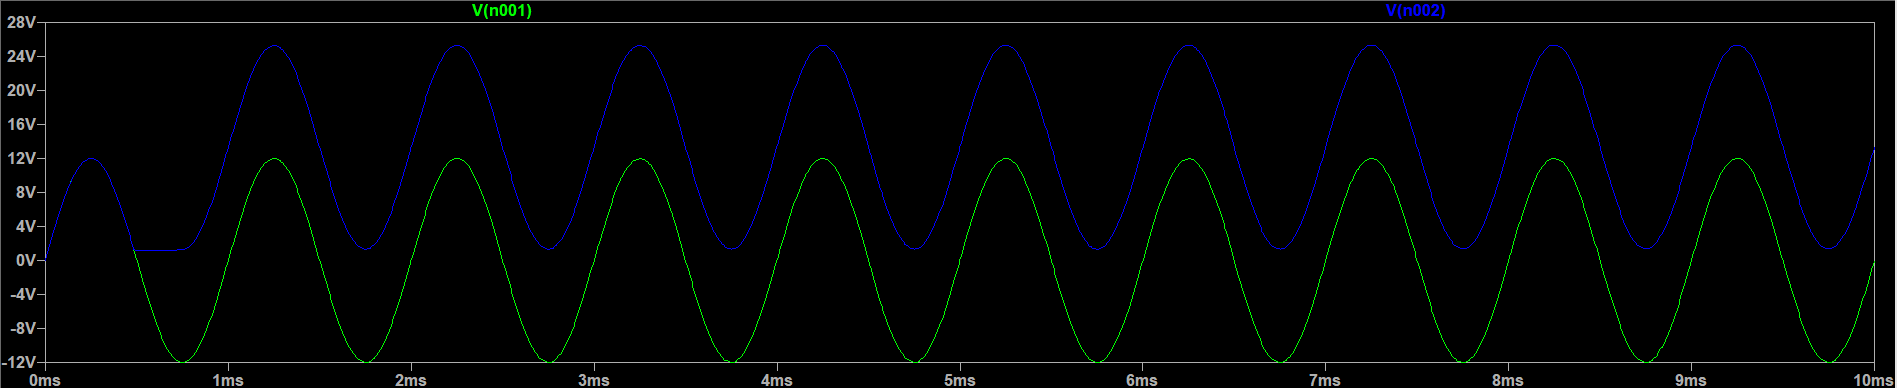 V(n001) V(n002)
28V
24V
20V
16V
12V
8V
4V
0V
-4V
-8V
-12V
0ms 1ms 2ms 3ms 4ms 5ms 6ms 7ms 8ms 9ms 10ms